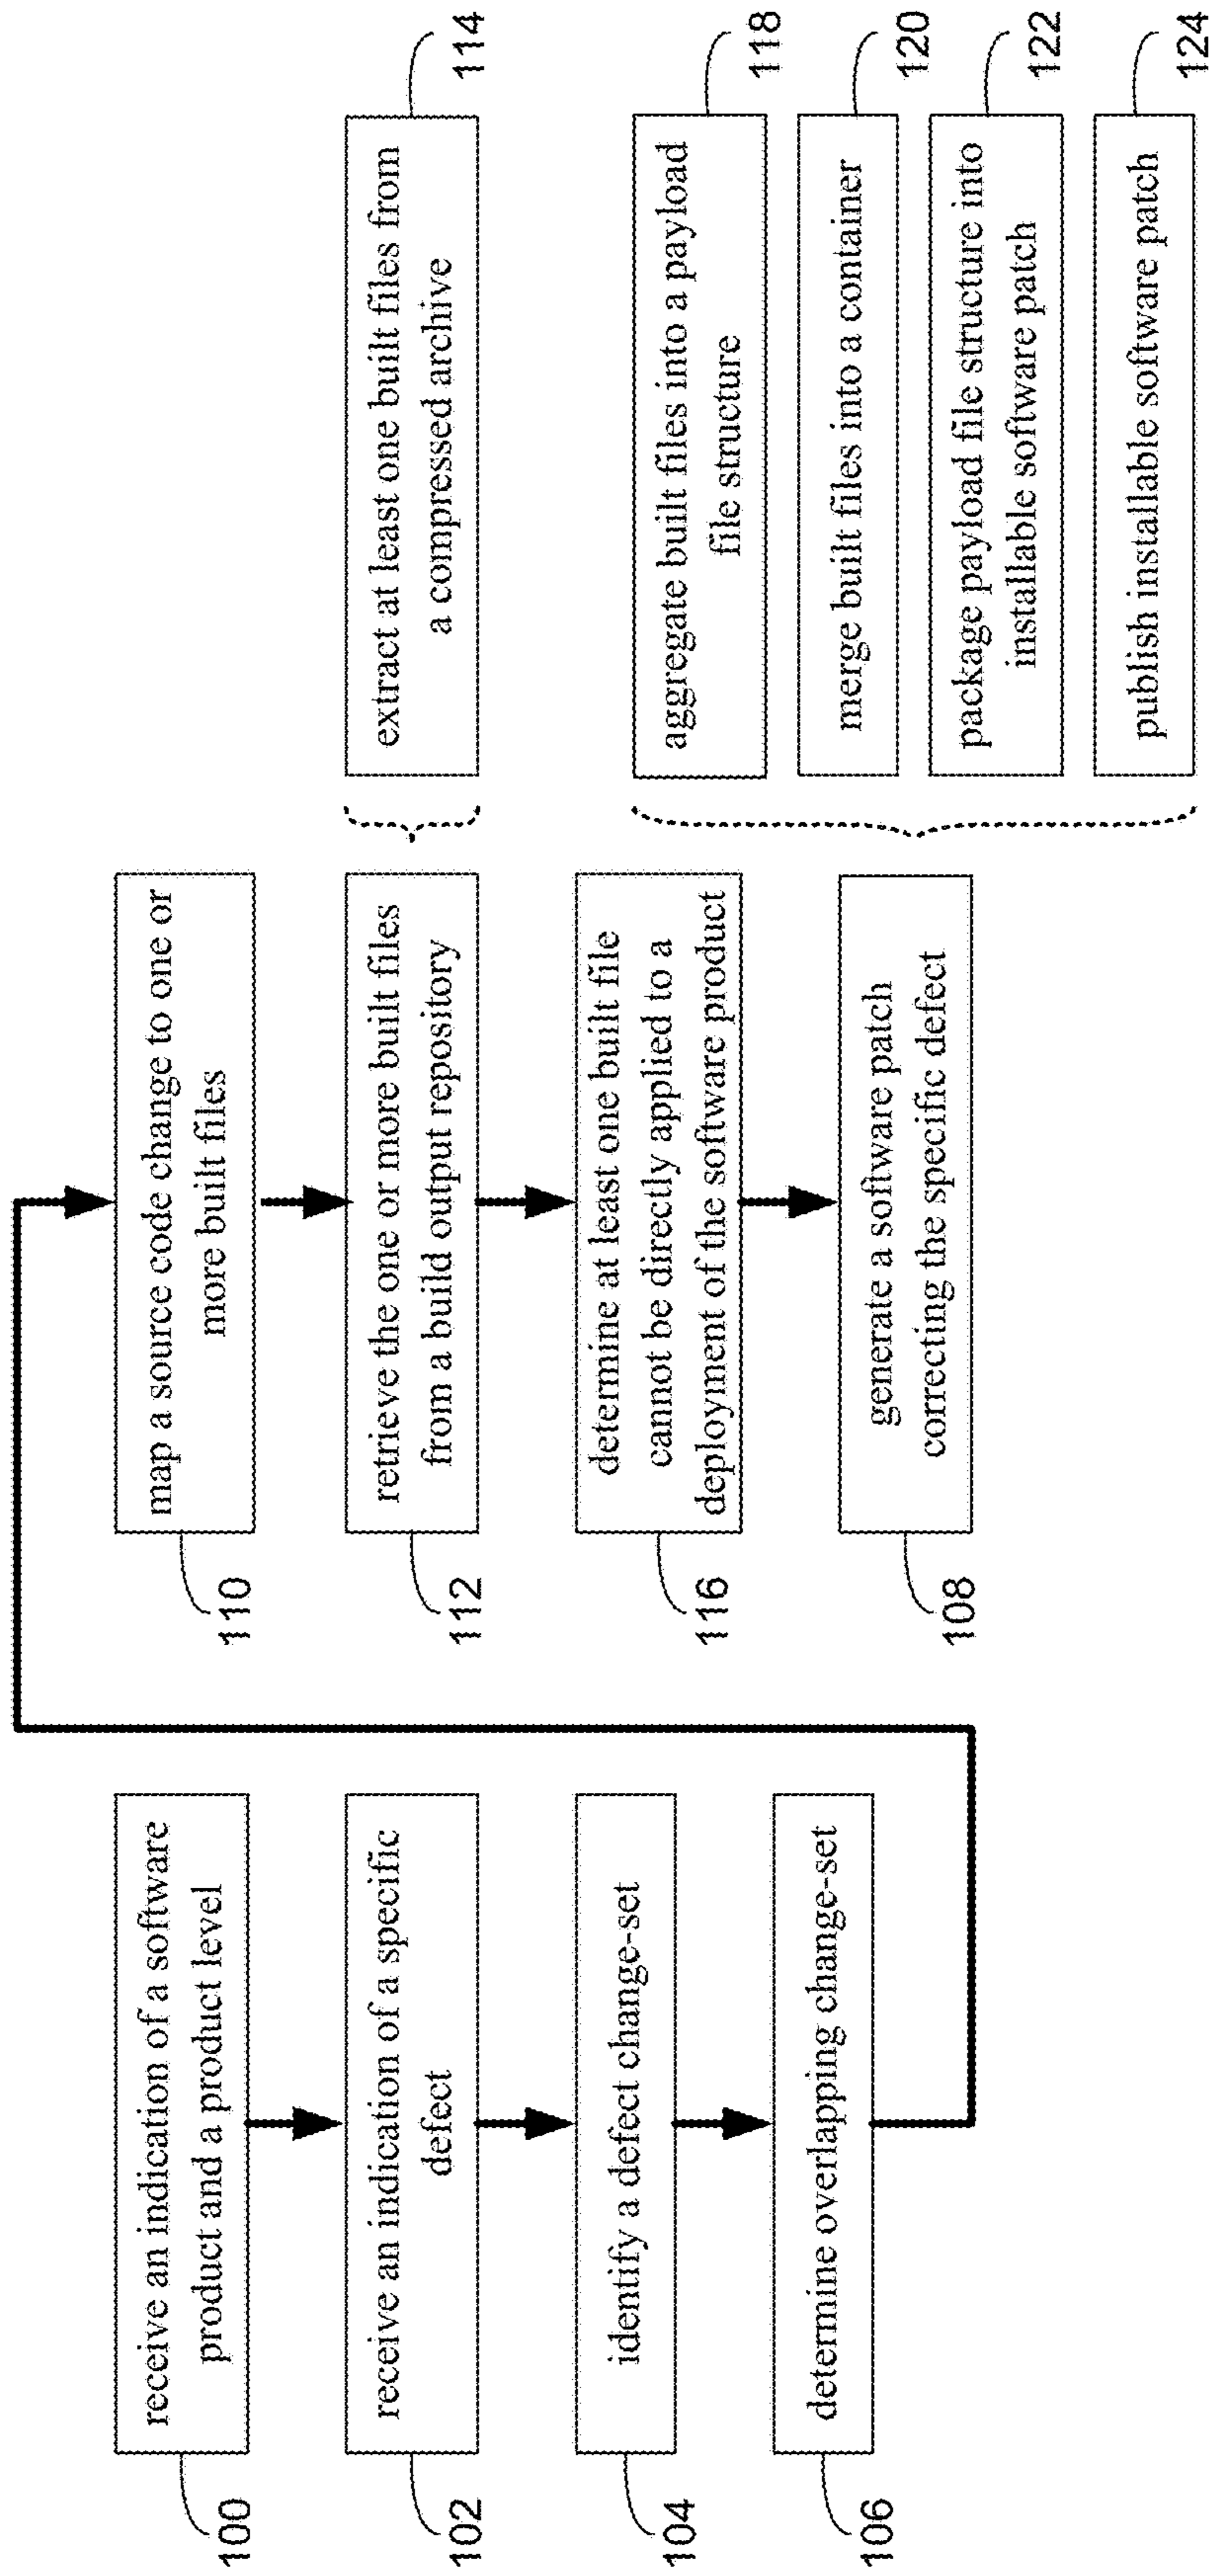 100
receive an indication of a software
product and a product level
102
receive an indication of a specific
defect
104
identify a defect change-set
106
determine overlapping change-set
110
map a source code change to one or
more built files
112
retrieve the one or more built files
from a build output repository
116
determine at least one built file
cannot be directly applied to a
deployment of the software product
108
generate a software patch
correcting the specific defect
extract at least one built files from
a compressed archive
114
aggregate built files into a payload
file structure
118
merge built files into a container
120
package payload file structure into
installable software patch
122
publish installable software patch
124